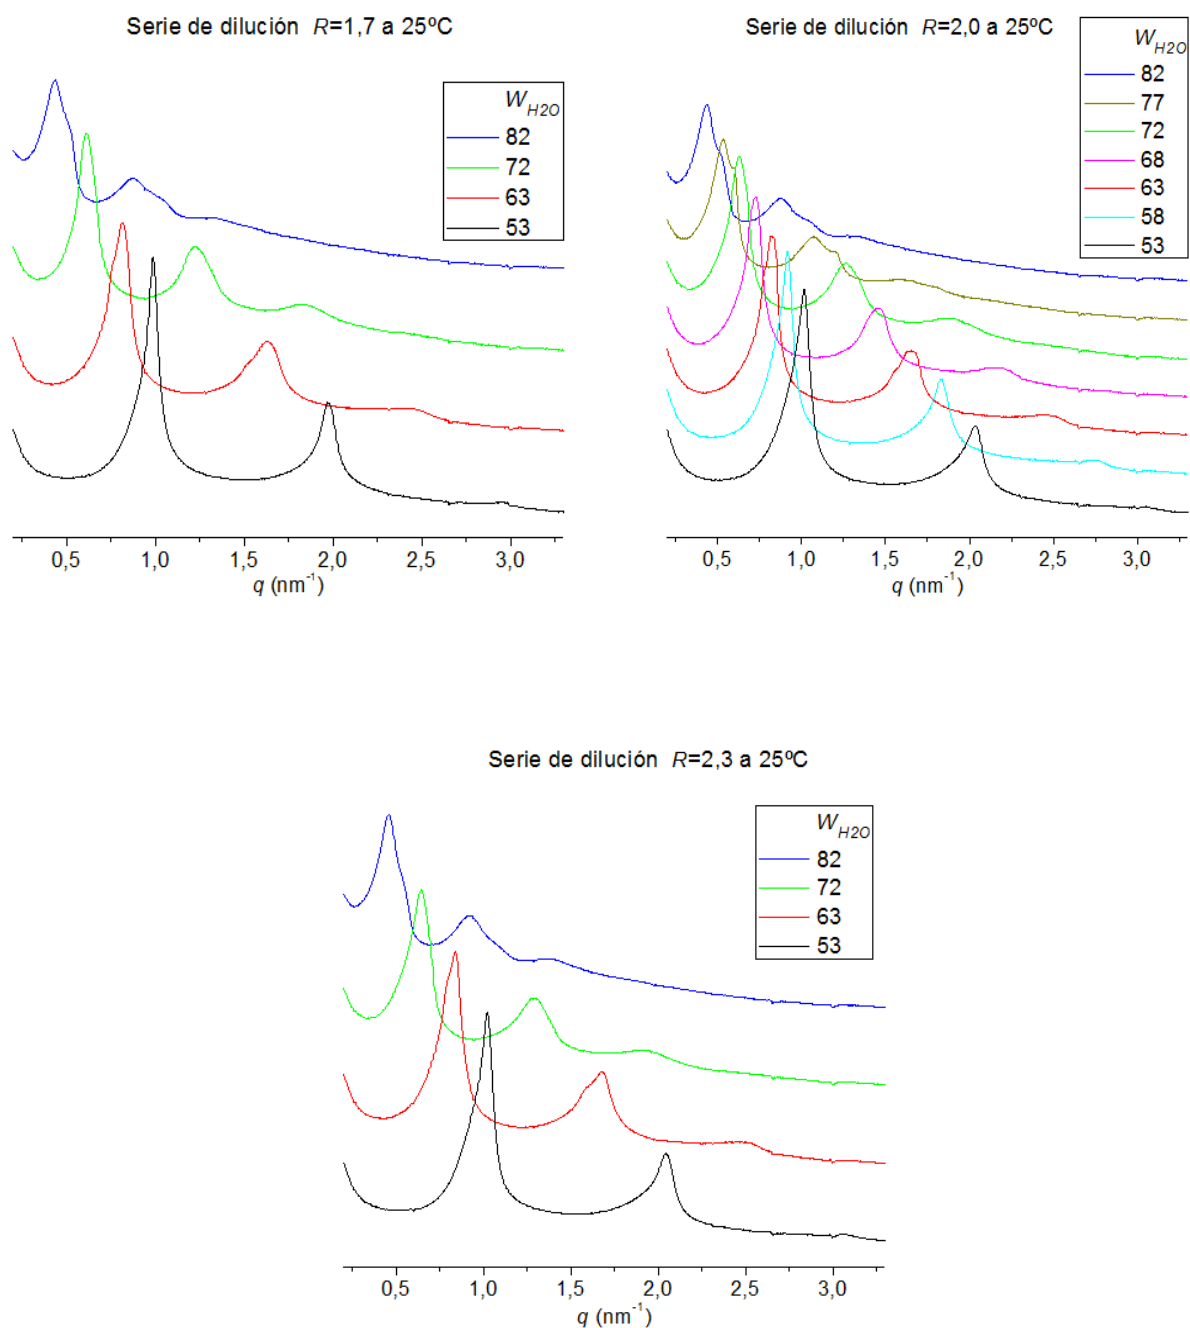 Serie de dilución R=1,7 a 25ºC
W H2O
82
72
63
53
0,5 1,0 1,5 2,0 2,5 3,0
q (nm-1)
Serie de dilución R=2,0 a 25ºC
W H2O
82
77
72
68
63
58
53
0,5 1,0 1,5 2,0 2,5 3,0
q (nm-1)
Serie de dilución R=2,3 a 25ºC
W H2O
82
72
63
53
0,5 1,0 1,5 2,0 2,5 3,0
q (nm-1)